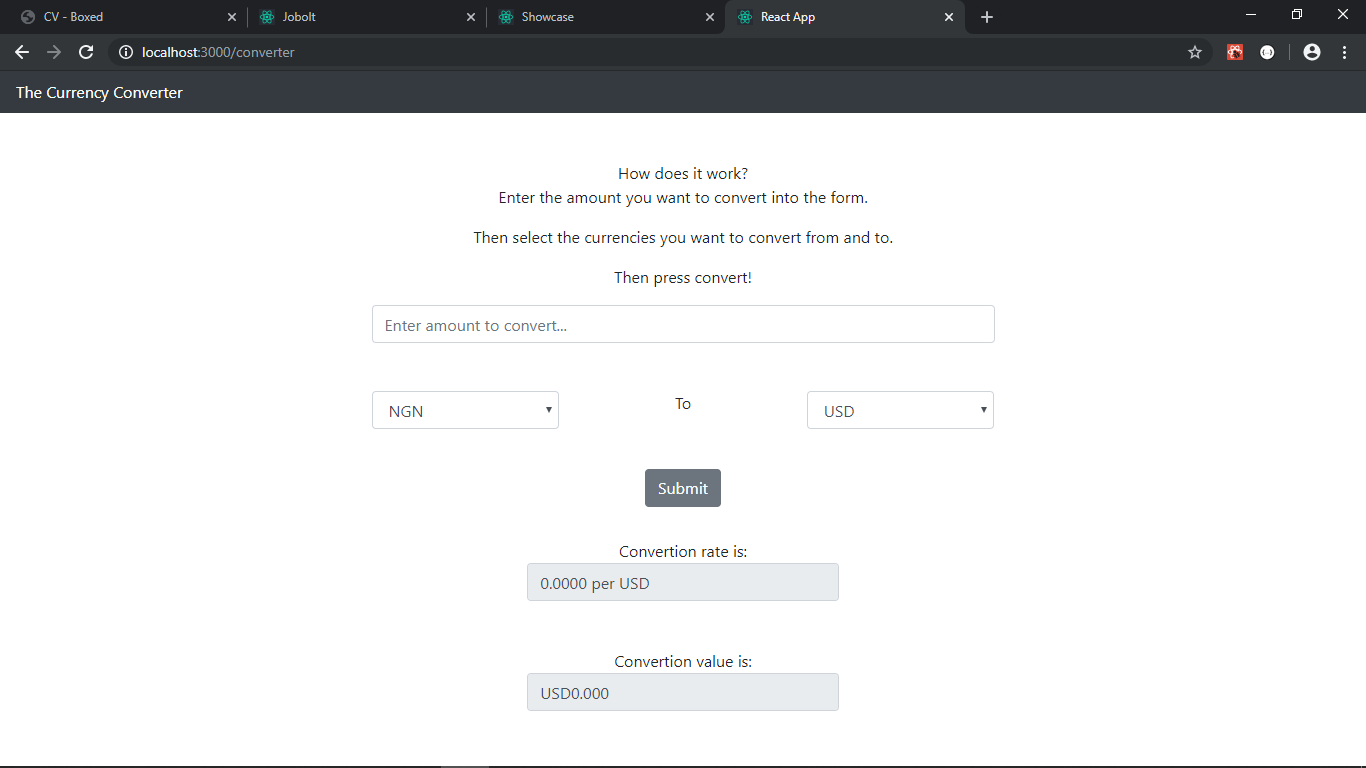 CV - Boxed
Jobolt
Showcase
React App
localhost:3000/converter
The Currency Converter
How does it work?
Enter the amount you want to convert into the form.
Then select the currencies you want to convert from and to.
Then press convert!
Enter amount to convert...
NGN
To
USD
Submit
Convertion rate is:
0.0000 per USD
Convertion value is:
USD0.000